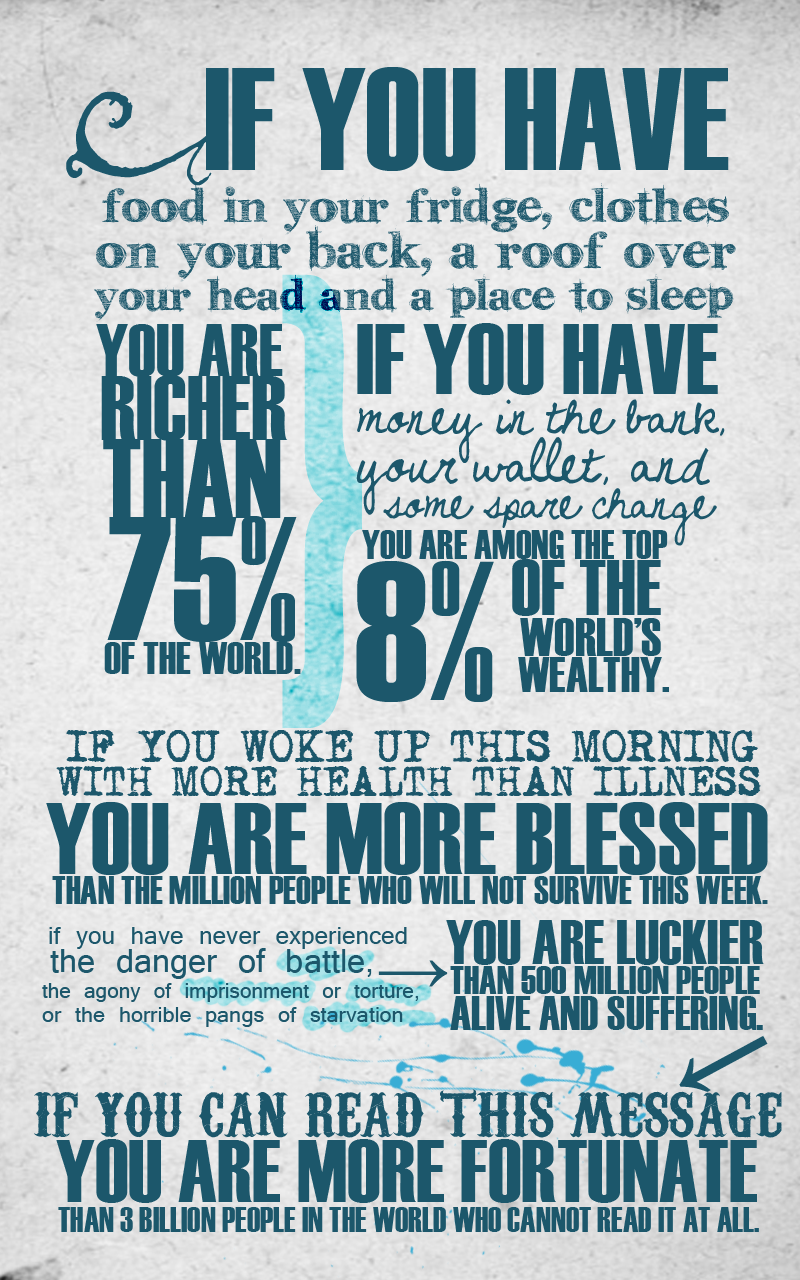 IF YOU HAVE
food in your fridge, clothes
on your back, a roof over
your head and a place to sleep
YOU ARE
RICHER
THAN
75%
OF THE WORLD.
IF YOU HAVE
money in the bank,
your wallet, and
some spare change
YOU ARE AMONG THE TOP
8% OF THE
WORLD'S
WEALTHY.
IF YOU WOKE UP THIS MORNING
WITH MORE HEALTH THAN ILLNESS
YOU ARE MORE BLESSED
THAN THE MILLION PEOPLE WHO WILL NOT SURVIVE THIS WEEK.
if you have never experienced
the danger of battle,
the agony of imprisonment or torture,
or the horrible pangs of starvation
YOU ARE LUCKIER
THAN 500 MILLION PEOPLE
ALIVE AND SUFFERING.
IF YOU CAN READ THIS MESSAGE
YOU ARE MORE FORTUNATE
THAN 3 BILLION PEOPLE IN THE WORLD WHO CANNOT READ IT AT ALL.